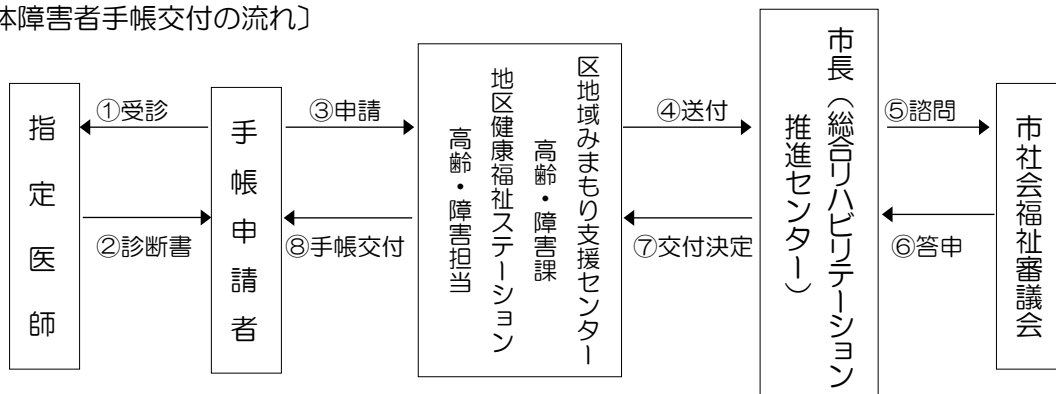 体障害者手帳交付の流れ〕
指定医師
①受診
②診断書
手帳申請者
③申請
⑧手帳交付
区地域みまもり支援センター
高齢・障害課
地区健康福祉ステーション
高齢・障害担当
④送付
⑦交付決定
市長（総合リハビリテーション
推進センター）
⑤諮問
⑥答申
市社会福祉審議会